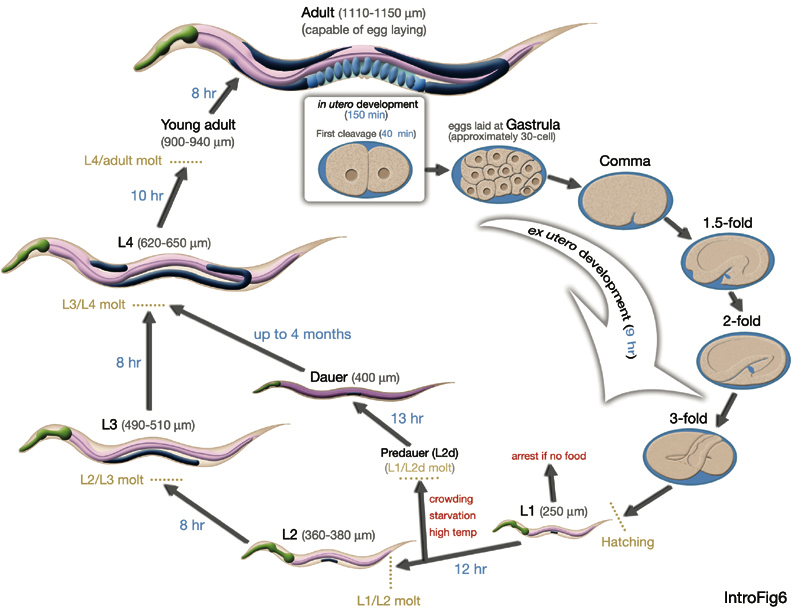 Adult (1110-1150 µm)
(capable of egg laying)
8 hr
in utero development
(150 min)
First cleavage (40 min)
eggs laid at Gastrula
(approximately 30-cell)
Comma
Young adult
(900-940 µm)
L4/adult molt
10 hr
1.5-fold
ex utero development (9 hr)
L4 (620-650 µm)
L3/L4 molt
2-fold
up to 4 months
8 hr
Dauer (400 µm)
3-fold
13 hr
L3 (490-510 µm)
Predauer (L2d)
(L1/L2d molt)
arrest if no food
L2/L3 molt
crowding
starvation
high temp
L1 (250 µm)
8 hr
L2 (360-380 µm)
Hatching
12 hr
L1/L2 molt
IntroFig6